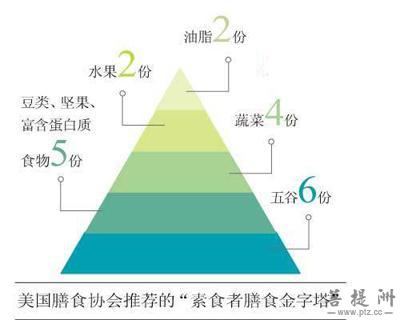 油脂2份
水果2份
豆类、坚果、
富含蛋白质
食物5份
蔬菜4份
五谷6份
美国膳食协会推荐的“素食者膳食金字塔”
菩提洲
www.ptz.cc